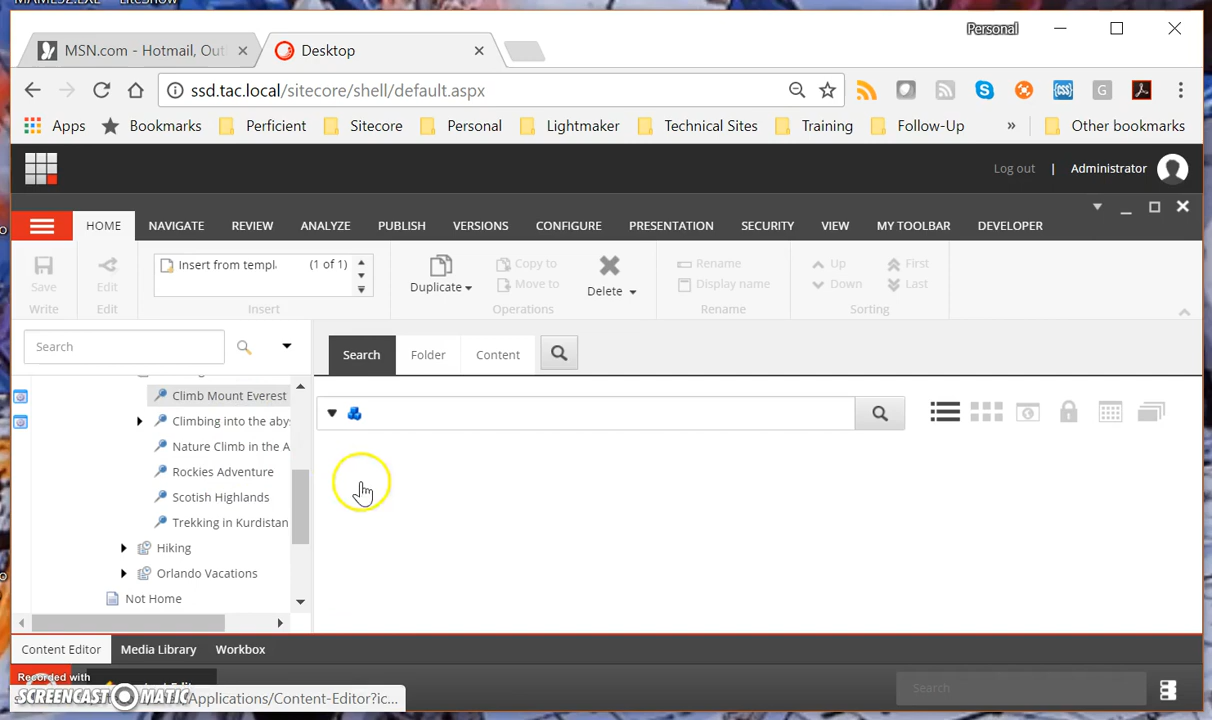 LiteShow
Personal
MSN.com - Hotmail, Outl
Desktop
ssd.tac.local/sitecore/shell/default.aspx
Apps
Bookmarks
Perficient
Sitecore
Personal
Lightmaker
Technical Sites
Training
Follow-Up
»
Other bookmarks
Log out | Administrator
HOME NAVIGATE REVIEW ANALYZE PUBLISH VERSIONS CONFIGURE PRESENTATION SECURITY VIEW MY TOOLBAR DEVELOPER
Save
Write
Edit
Edit
Insert from templ. (1 of 1)
Insert
Duplicate
Copy to
Move to
Delete
Operations
Rename
Display name
Rename
Up
Down
First
Last
Sorting
Search
Search Folder Content
Climb Mount Everest
Climbing into the aby
Nature Climb in the A
Rockies Adventure
Scotish Highlands
Trekking in Kurdistan
Hiking
Orlando Vacations
Not Home
Content Editor Media Library Workbox
Recorded with
SCREENCAST MATIC
Applications/Content-Editor?ic...
Search